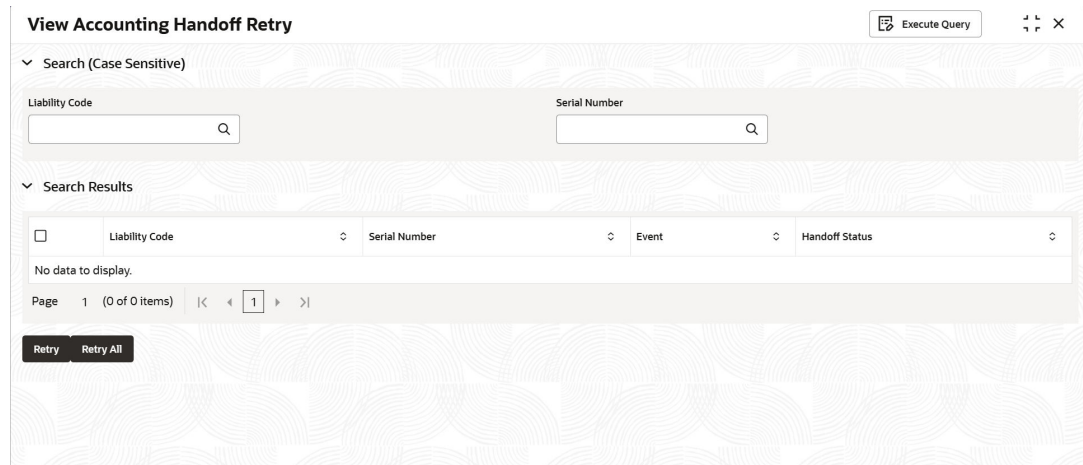 View Accounting Handoff Retry Execute Query
Search (Case Sensitive)
Liability Code Serial Number
Search Results
Liability Code Serial Number Event Handoff Status
No data to display.
Page 1 (0 of 0 items) 1
Retry Retry All